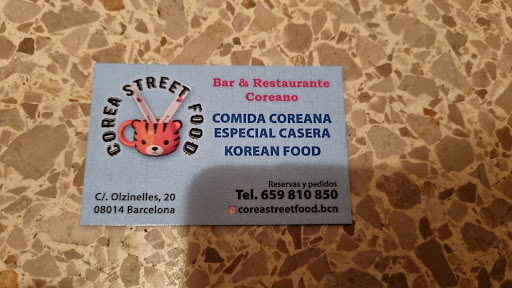 COREA STREET FOOD
Bar & Restaurante
Coreano
COMIDA COREANA
ESPECIAL CASERA
KOREAN FOOD
C/. Olzinelles, 20
08014 Barcelona
Reservas y pedidos
Tel. 659 810 850
coreastreetfood.bcn